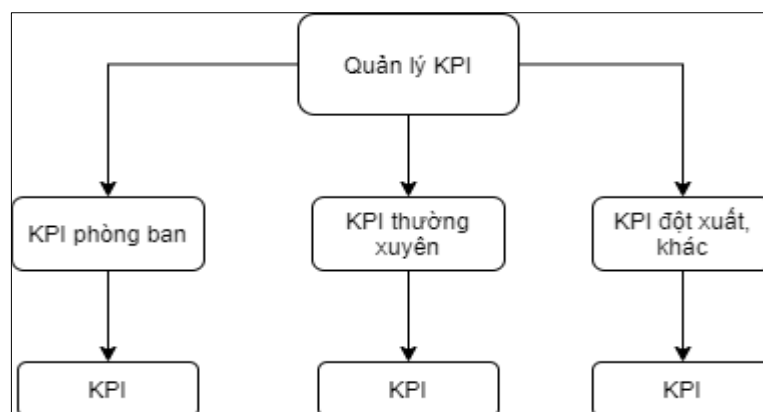 Quản lý KPI
KPI phòng ban
KPI thường
xuyên
KPI đột xuất,
khác
KPI
KPI
KPI